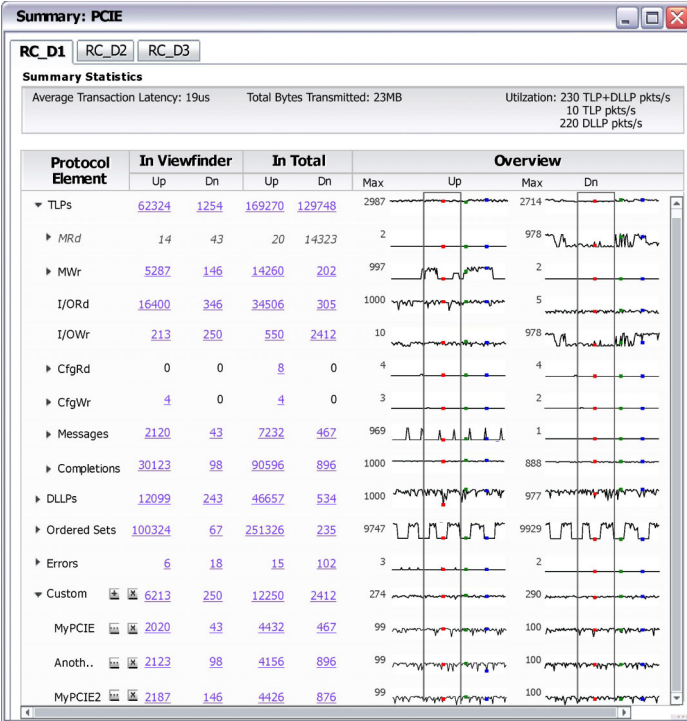 Summary: PCIE
RC_D1 RC_D2 RC_D3
Summary Statistics
Average Transaction Latency: 19us Total Bytes Transmitted: 23MB Utilzation: 230 TLP+DLLP pkts/s
10 TLP pkts/s
220 DLLP pkts/s
Protocol Element In Viewfinder In Total Overview
Up Dn Up Dn Max Up Max Dn
TLPs 62324 1254 169270 129748 2987 2714
MRd 14 43 20 14323 2 978
MWr 5287 146 14260 202 997 2
I/ORd 16400 346 34506 305 1000 5
I/OWr 213 250 550 2412 10 978
CfgRd 0 0 8 0 4 4
CfgWr 4 0 4 0 3 2
Messages 2120 43 7232 467 969 1
Completions 30123 98 90596 896 1000 888
DLLPs 12099 243 46657 534 1000 977
Ordered Sets 100324 67 251326 235 9747 9929
Errors 6 18 15 102 3 2
Custom 6213 250 12250 2412 274 290
MyPCIE 2020 43 4432 467 99 100
Anoth.. 2123 98 4156 896 99 100
MyPCIE2 2187 146 4426 876 99 100